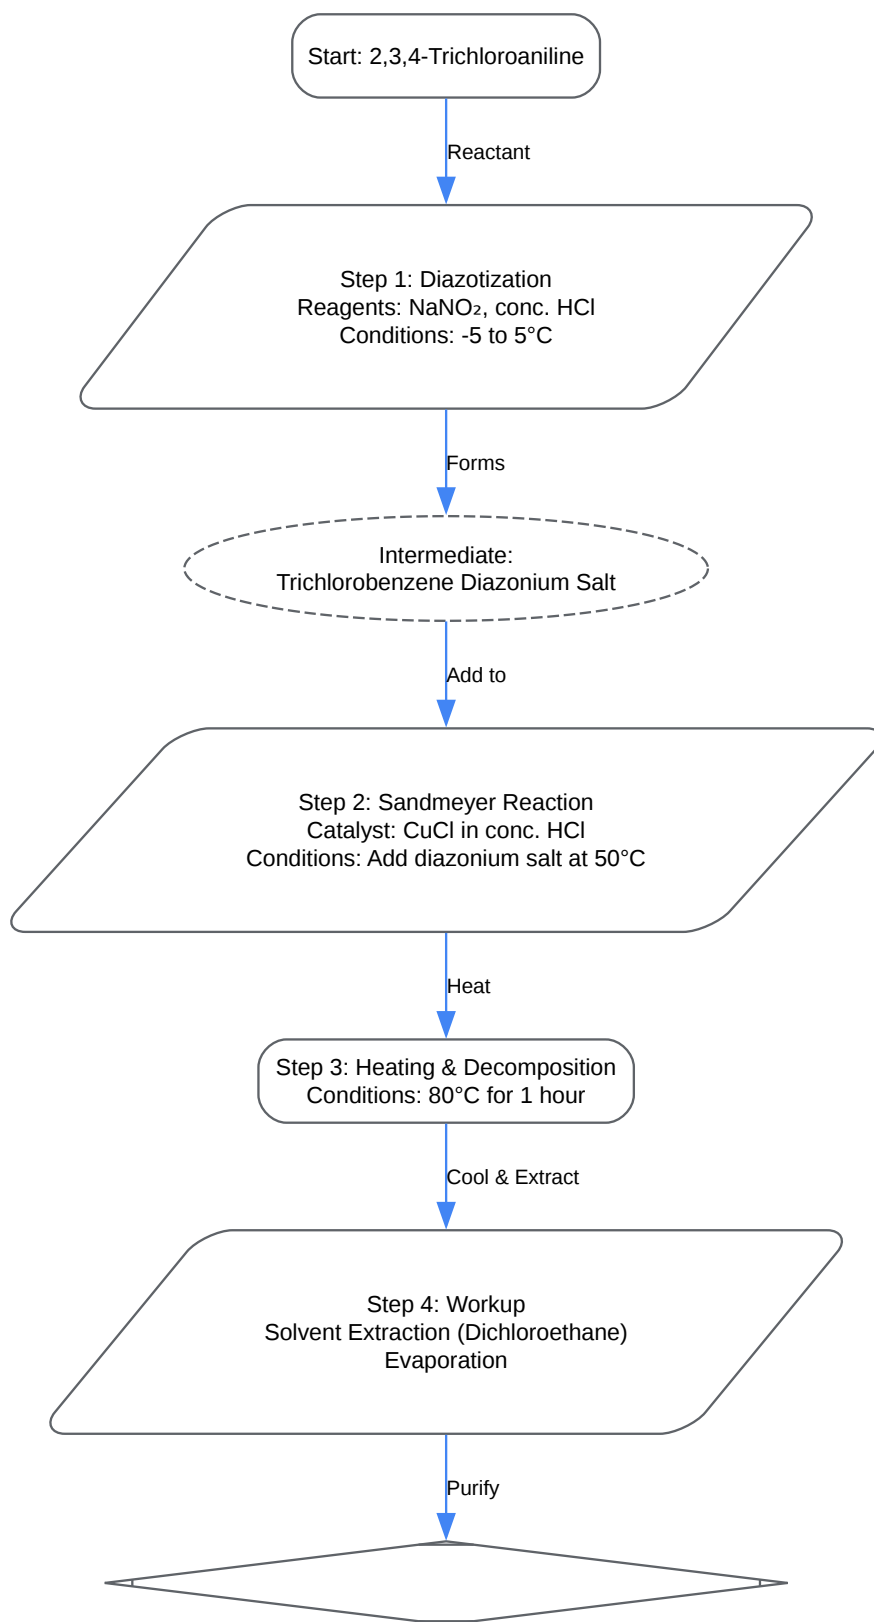 Start: 2,3,4-Trichloroaniline
Reactant
Step 1: Diazotization
Reagents: NaNO₂, conc. HCl
Conditions: -5 to 5°C
Forms
Intermediate:
Trichlorobenzene Diazonium Salt
Add to
Step 2: Sandmeyer Reaction
Catalyst: CuCl in conc. HCl
Conditions: Add diazonium salt at 50°C
Heat
Step 3: Heating & Decomposition
Conditions: 80°C for 1 hour
Cool & Extract
Step 4: Workup
Solvent Extraction (Dichloroethane)
Evaporation
Purify